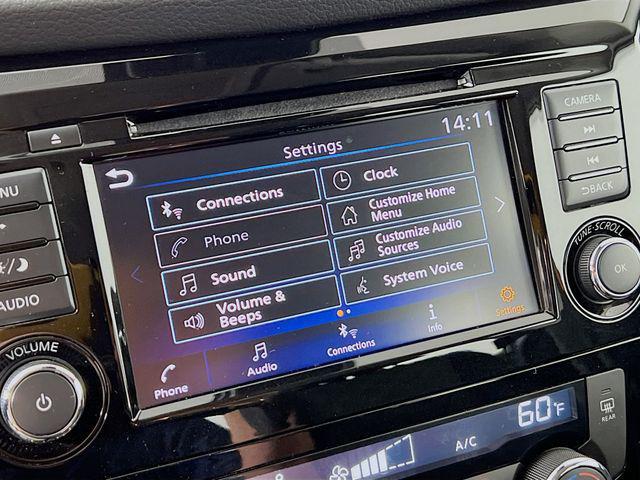 CAMERA
14:11
Settings
Connections
Clock
Phone
Customize Home
Menu
Sound
Customize Audio
Sources
Volume &
Beeps
System Voice
Phone
Audio
Connections
Info
Settings
BACK
TUNE·SCROLL
OK
AUDIO
VOLUME
A/C
60°F
REAR